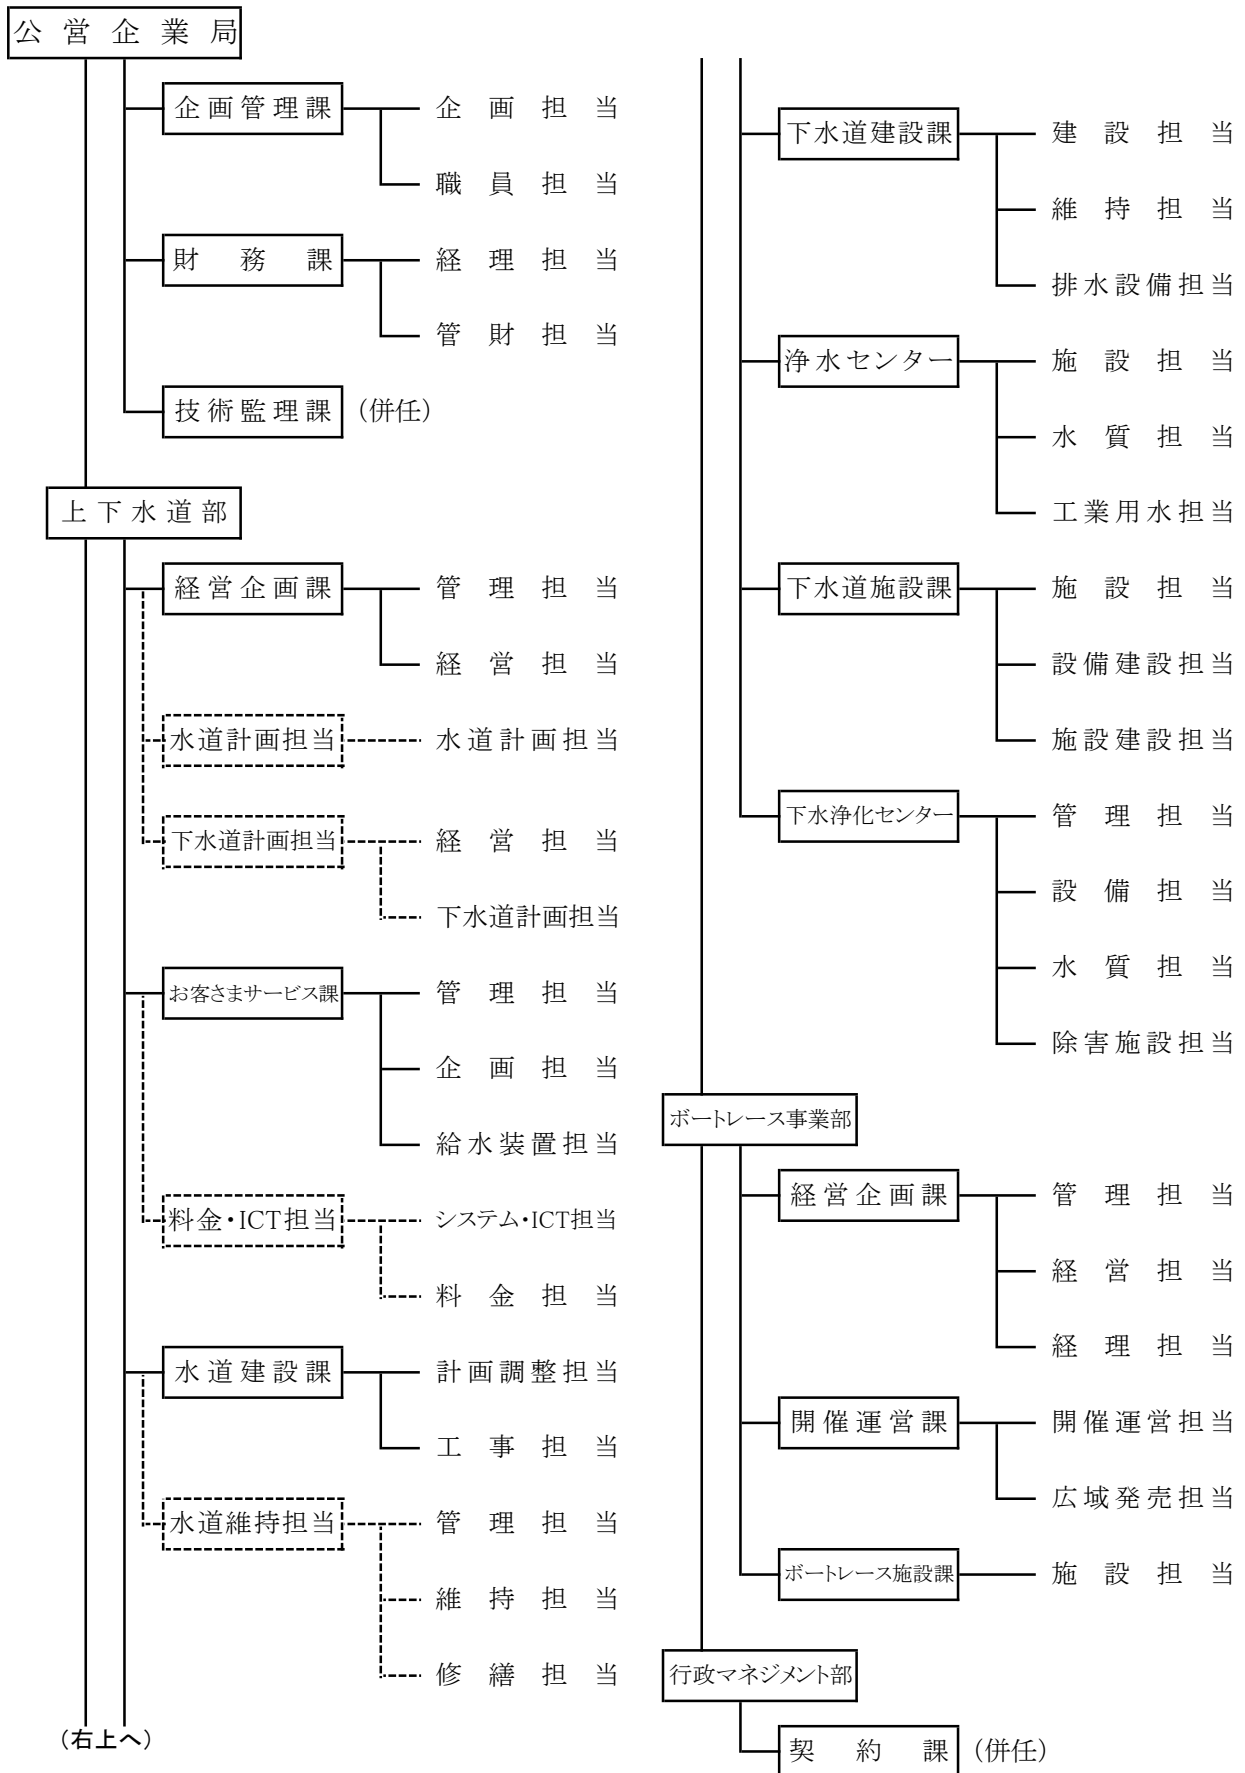 公営企業局
企画管理課 企画担当
職員担当
財務課 経理担当
管財担当
技術監理課 (併任)
上下水道部
経営企画課 管理担当
経営担当
水道計画担当 水道計画担当
下水道計画担当 経営担当
下水道計画担当
お客さまサービス課 管理担当
企画担当
給水装置担当
料金・ICT担当 システム・ICT担当
料金担当
水道建設課 計画調整担当
工事担当
水道維持担当 管理担当
維持担当
修繕担当
(右上へ)
下水道建設課 建設担当
維持担当
排水設備担当
浄水センター 施設担当
水質担当
工業用水担当
下水道施設課 施設担当
設備建設担当
施設建設担当
下水浄化センター 管理担当
設備担当
水質担当
除害施設担当
ボートレース事業部
経営企画課 管理担当
経営担当
経理担当
開催運営課 開催運営担当
広域発売担当
ボートレース施設課 施設担当
行政マネジメント部
契約課 (併任)